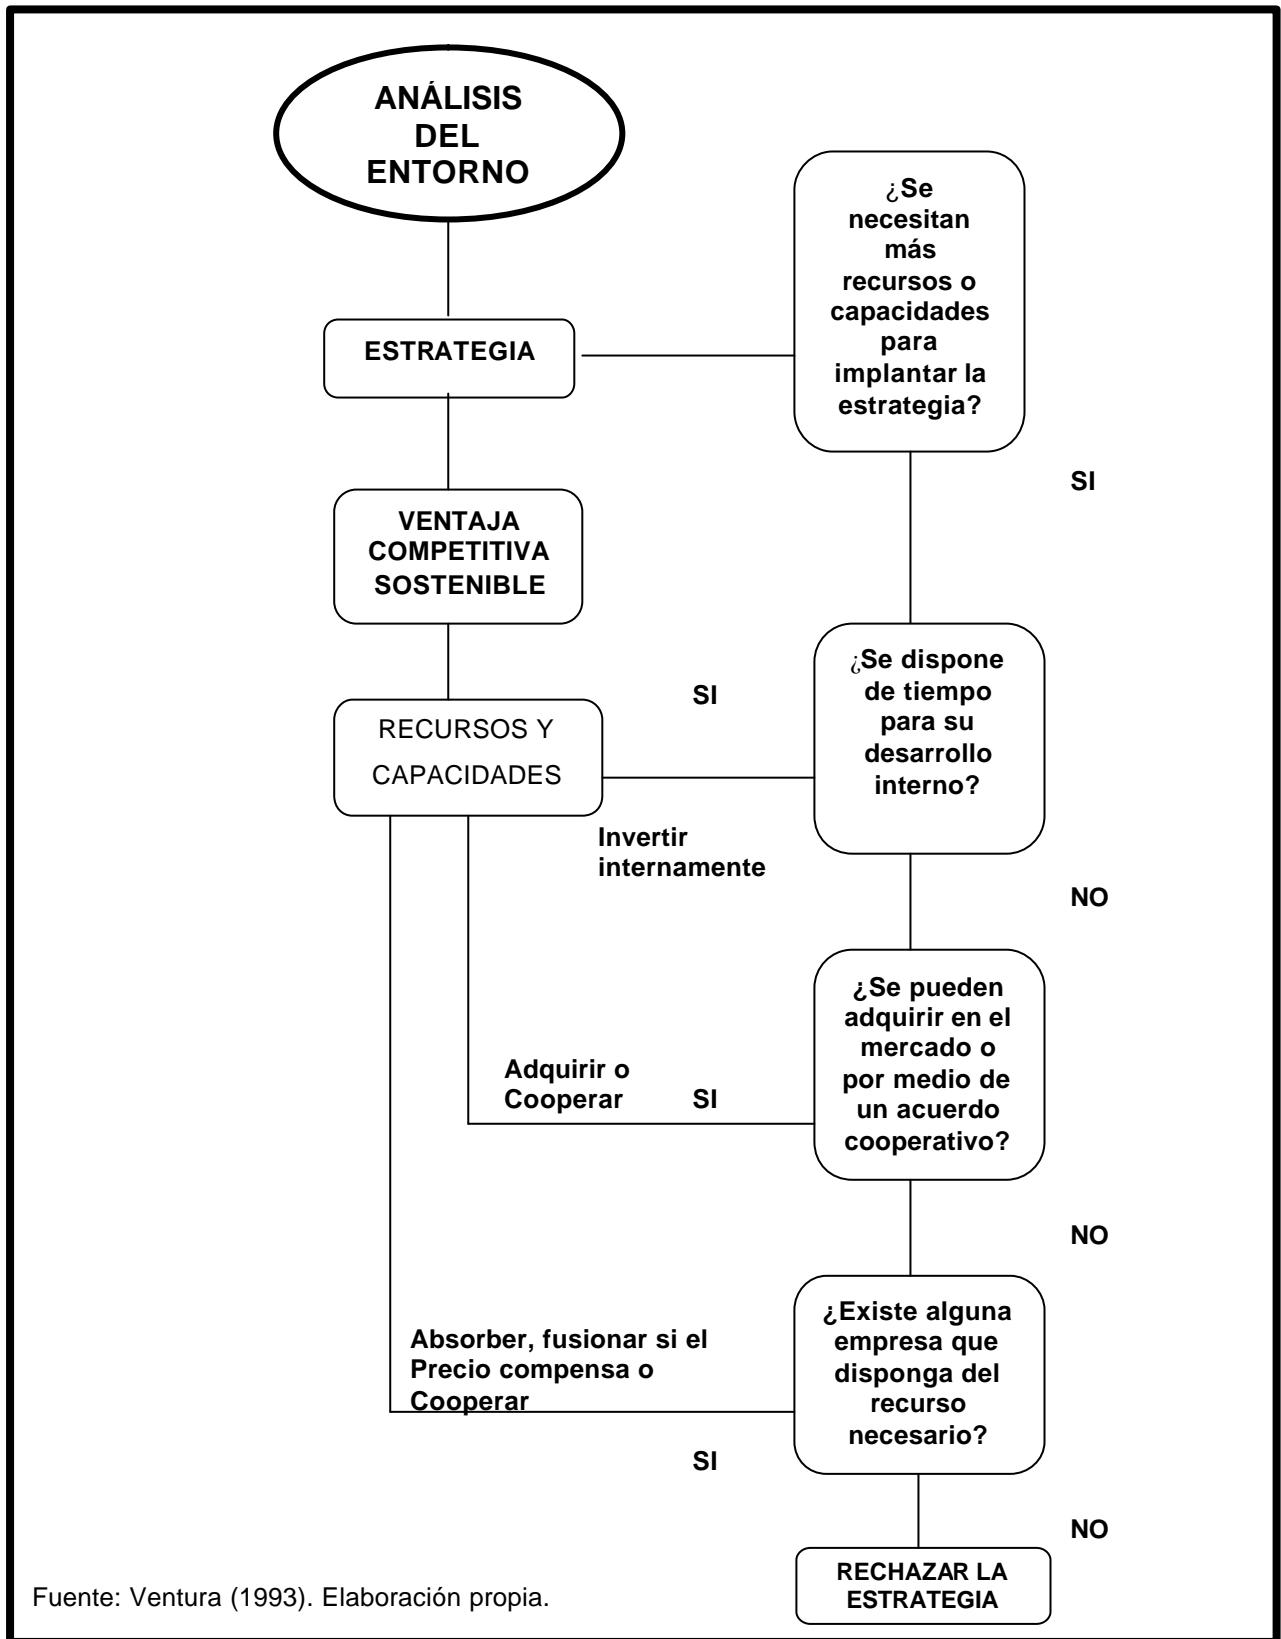 ANÁLISIS
DEL
ENTORNO
¿Se
necesitan
más
recursos o
capacidades
para
implantar la
estrategia?
ESTRATEGIA
SI
VENTAJA
COMPETITIVA
SOSTENIBLE
¿Se dispone
de tiempo
para su
desarrollo
interno?
SI
RECURSOS Y
CAPACIDADES
Invertir
internamente
NO
¿Se pueden
adquirir en el
mercado o
por medio de
un acuerdo
cooperativo?
Adquirir o
Cooperar
SI
NO
¿Existe alguna
empresa que
disponga del
recurso
necesario?
Absorber, fusionar si el
Precio compensa o
Cooperar
SI
NO
RECHAZAR LA
ESTRATEGIA
Fuente: Ventura (1993). Elaboración propia.